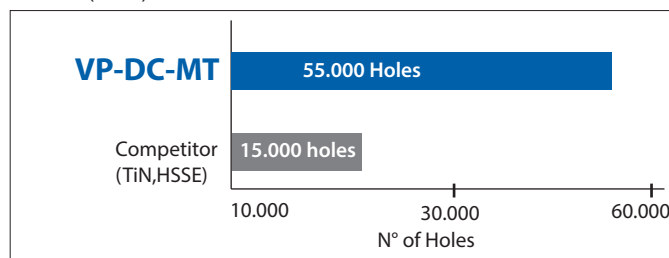 VP-DC-MT
55.000 Holes
Competitor
(TiN,HSSE)
15.000 holes
10.000
30.000
60.000
N° of Holes